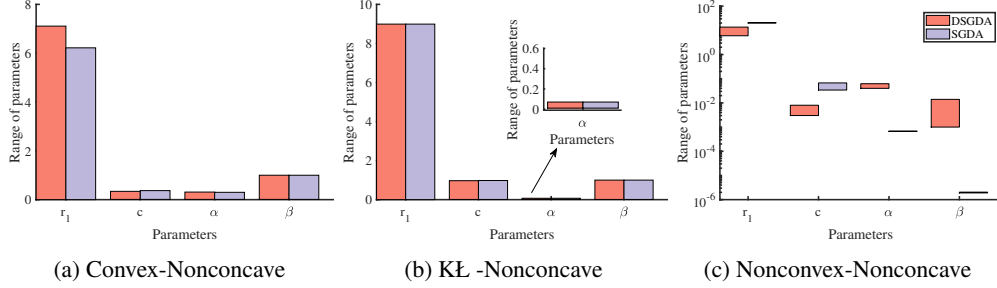 8
6
4
2
0
Range of parameters
r1
c
α
β
Parameters
(a) Convex-Nonconcave
10
8
6
4
2
0
Range of parameters
0.6
0.4
0.2
0
Range of parameters
α
Parameters
r1
c
α
β
Parameters
(b) KŁ -Nonconcave
10^2
10^0
10^-2
10^-4
10^-6
Range of parameters
DSGDA
SGDA
r1
c
α
β
Parameters
(c) Nonconvex-Nonconcave